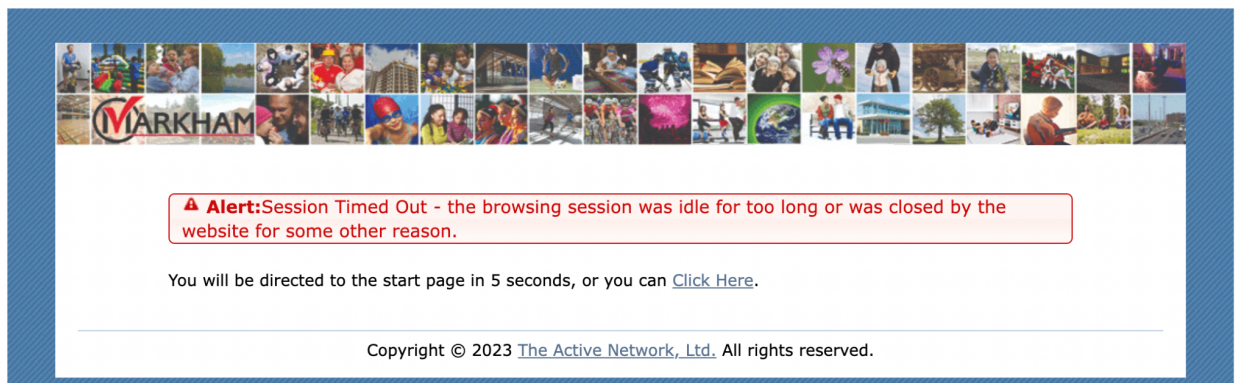 MARKHAM
Alert:Session Timed Out - the browsing session was idle for too long or was closed by the
website for some other reason.
You will be directed to the start page in 5 seconds, or you can Click Here.
Copyright © 2023 The Active Network, Ltd. All rights reserved.